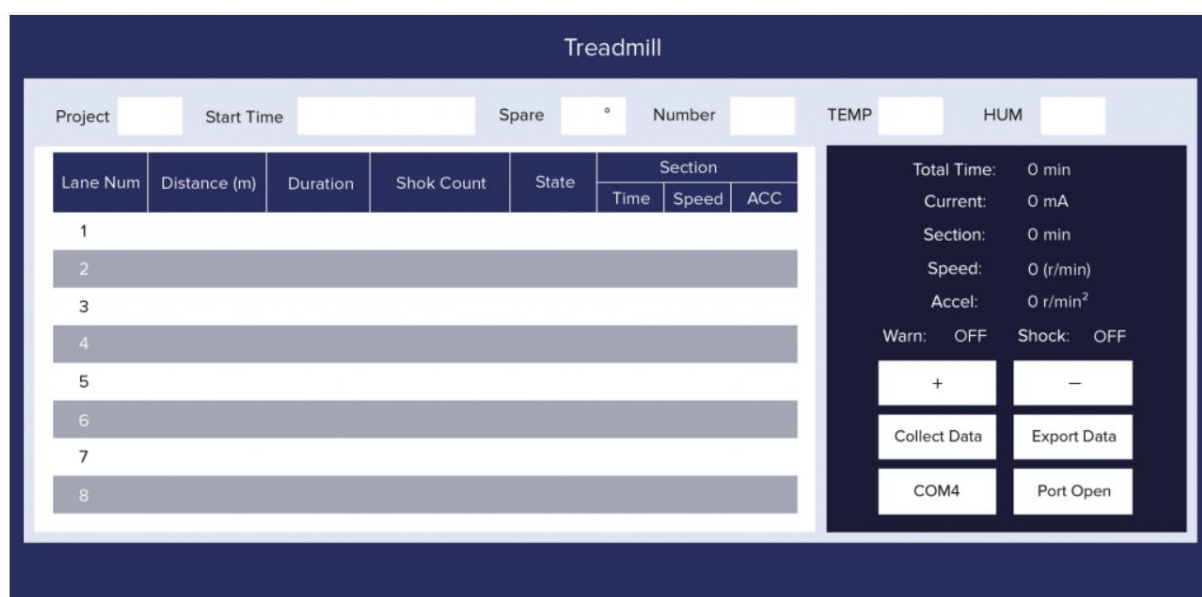 Treadmill
Project Start Time Spare ° Number TEMP HUM
Lane Num Distance (m) Duration Shok Count State Section
Time Speed ACC
1
2
3
4
5
6
7
8
Total Time: 0 min
Current: 0 mA
Section: 0 min
Speed: 0 (r/min)
Accel: 0 r/min²
Warn: OFF Shock: OFF
+ −
Collect Data Export Data
COM4 Port Open